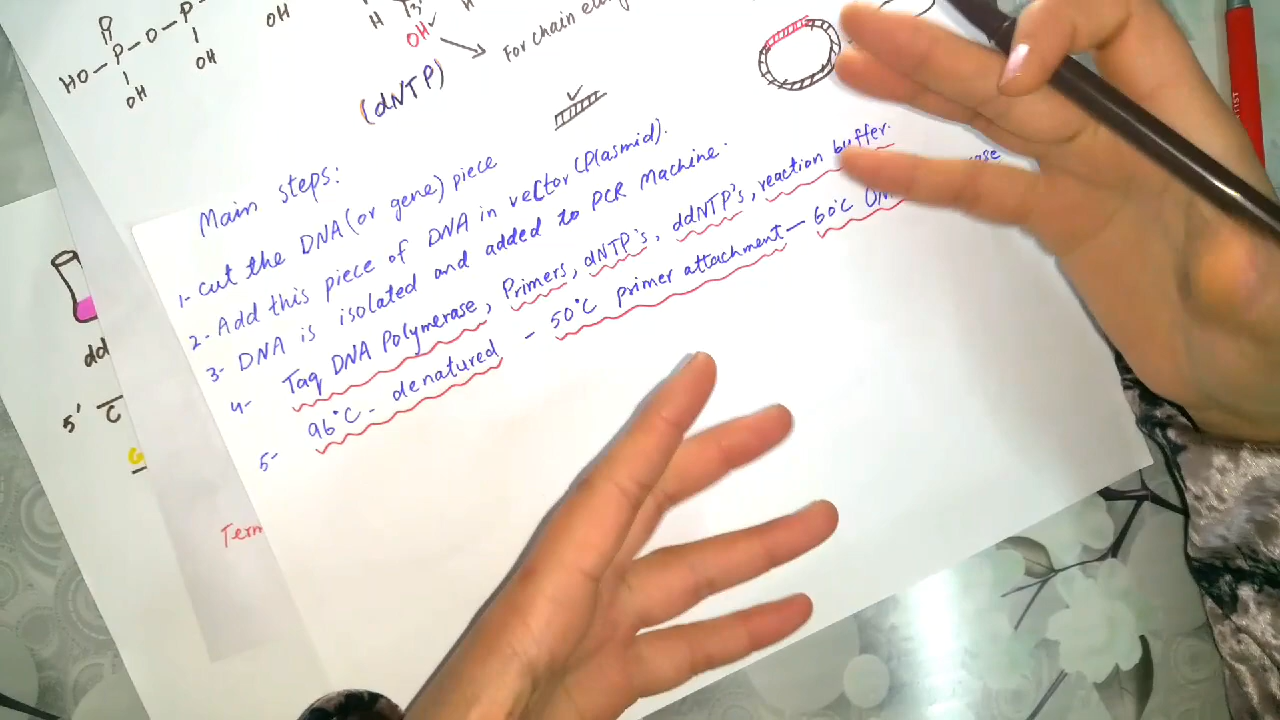 P
HO P O P
OH
OH
OH
H
3'
H
OH
For chain
(dNTP)
Main steps:
1- Cut the DNA (or gene) piece
2- Add this piece of DNA in vector (Plasmid).
3- DNA is isolated and added to PCR Machine.
4- Taq DNA Polymerase, Primers, dNTP's, ddNTP's, reaction buffer.
5- 96°C - denatured - 50°C primer attachment - 60°C
dd
5' C
G
Term